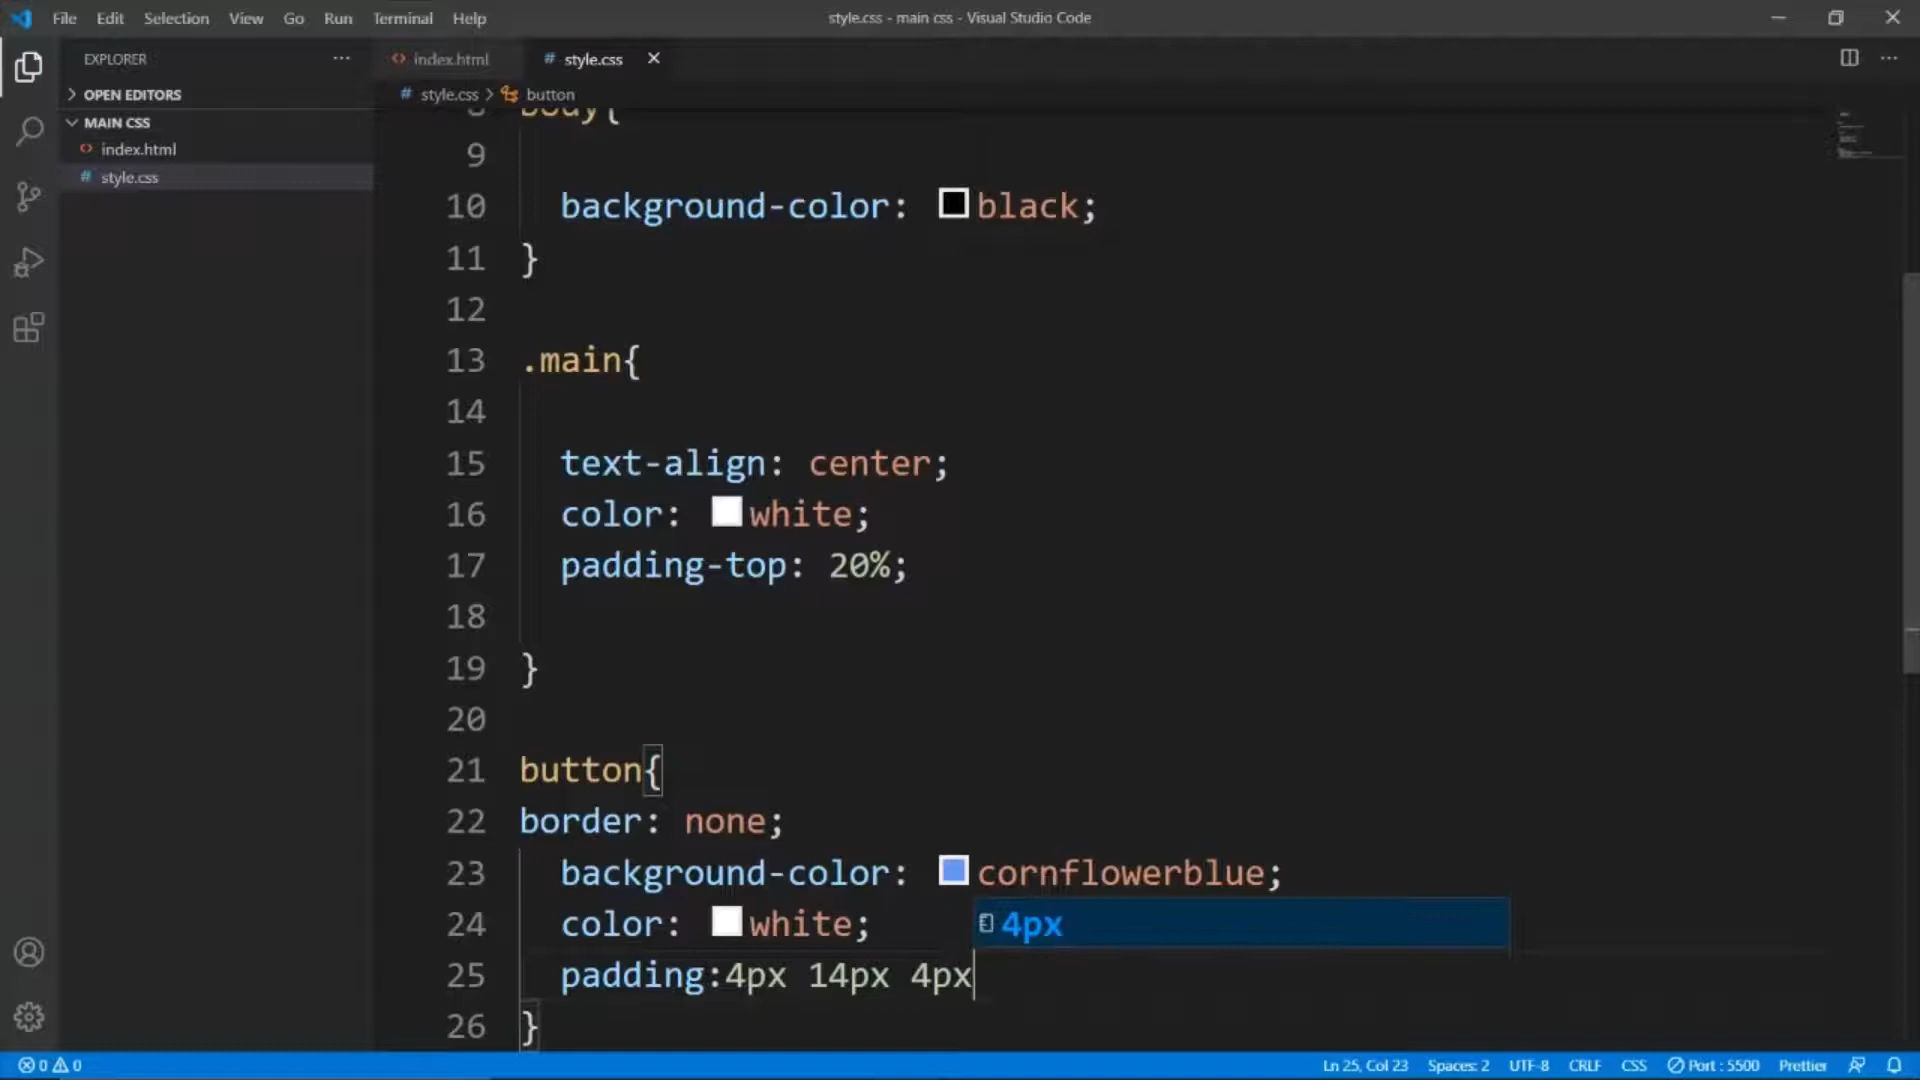 File Edit Selection View Go Run Terminal Help
style.css - main css - Visual Studio Code
EXPLORER
index.html
style.css
OPEN EDITORS
style.css > button
MAIN CSS
index.html
style.css
8 body{
9
10 background-color: black;
11 }
12
13 .main{
14
15 text-align: center;
16 color: white;
17 padding-top: 20%;
18
19 }
20
21 button{
22 border: none;
23 background-color: cornflowerblue;
24 color: white;
4px
25 padding:4px 14px 4px
26 }
0 0
Ln 25, Col 23 Spaces: 2 UTF-8 CRLF CSS Port : 5500 Prettier